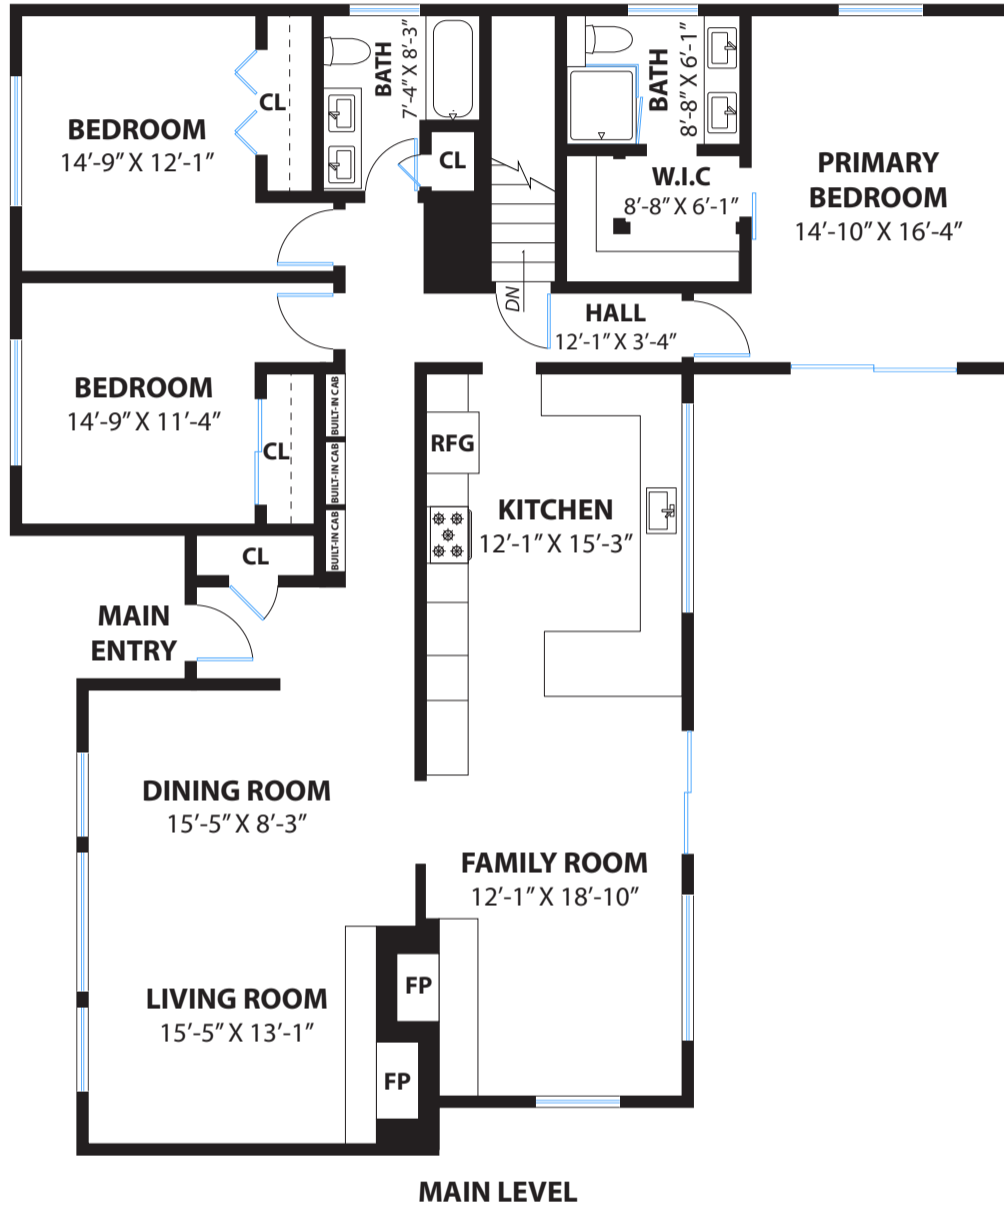 BEDROOM
14’-9” X 12’-1”
CL
BATH
7’-4” X 8’-3”
CL
BATH
8’-8” X 6’-1”
W.I.C
8’-8” X 6’-1”
PRIMARY
BEDROOM
14’-10” X 16’-4”
DN
HALL
12’-1” X 3’-4”
BEDROOM
14’-9” X 11’-4”
CL
BUILT-IN CAB
BUILT-IN CAB
BUILT-IN CAB
RFG
KITCHEN
12’-1” X 15’-3”
CL
MAIN
ENTRY
DINING ROOM
15’-5” X 8’-3”
FAMILY ROOM
12’-1” X 18’-10”
LIVING ROOM
15’-5” X 13’-1”
FP
FP
MAIN LEVEL